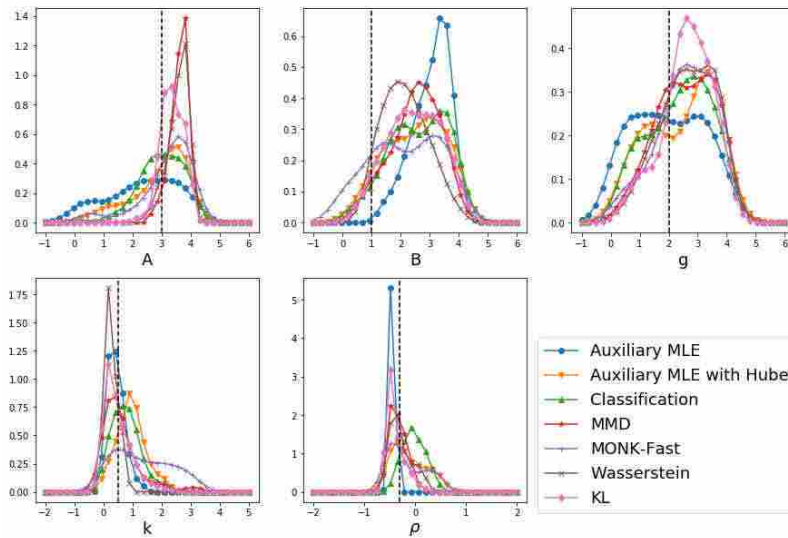 1.4
1.2
1.0
0.8
0.6
0.4
0.2
0.0
-1 0 1 2 3 4 5 6
A
0.6
0.5
0.4
0.3
0.2
0.1
0.0
-1 0 1 2 3 4 5 6
B
0.4
0.3
0.2
0.1
0.0
-1 0 1 2 3 4 5 6
g
1.75
1.50
1.25
1.00
0.75
0.50
0.25
0.00
-2 -1 0 1 2 3 4 5
k
5
4
3
2
1
0
-2 -1 0 1 2
ρ
Auxiliary MLE
Auxiliary MLE with Hube
Classification
MMD
MONK-Fast
Wasserstein
KL